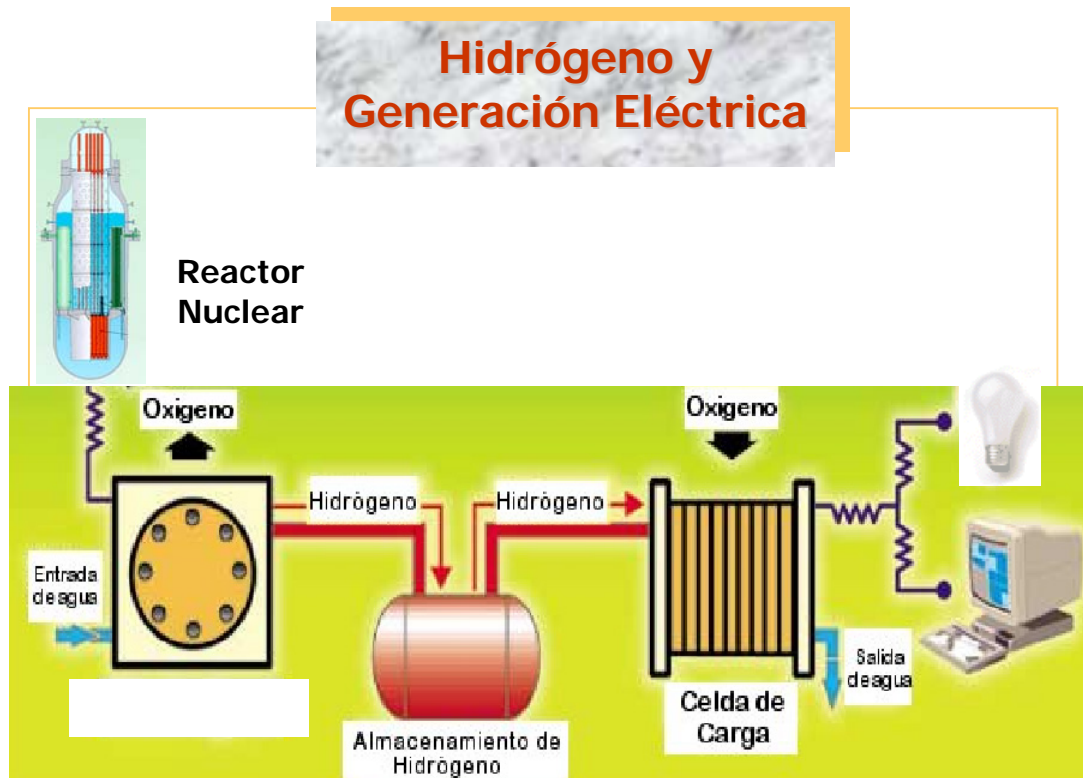 Hidrógeno y
Generación Eléctrica
Reactor
Nuclear
Oxigeno
Oxigeno
Hidrógeno
Hidrógeno
Entrada
deagua
Salida
deagua
Celda de
Carga
Almacenamiento de
Hidrógeno